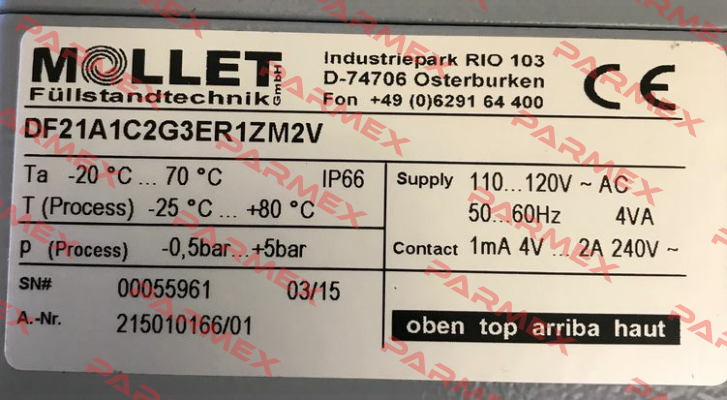 MOLLET
Füllstandtechnik GmbH
Industriepark RIO 103
D-74706 Osterburken
Fon +49 (0)6291 64 400
CE
DF21A1C2G3ER1ZM2V
Ta -20 °C ... 70 °C IP66
T (Process) -25 °C ... +80 °C
p (Process) -0,5bar...+5bar
SN# 00055961 03/15
A.-Nr. 215010166/01
Supply 110...120V ~ AC
50...60Hz 4VA
Contact 1mA 4V ... 2A 240V ~
oben top arriba haut
PARMEX